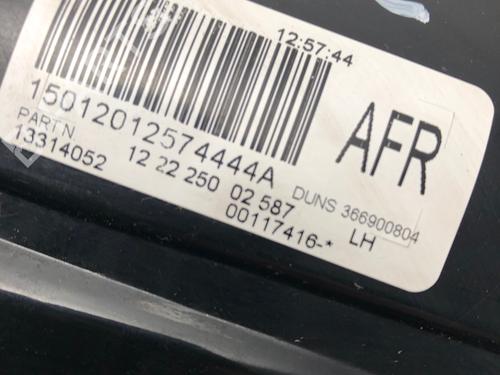 12:57:44
15012012574444A
AFR
PART.N
13314052
12 22 250 02 587
DUNS 366900804
00117416-*
LH